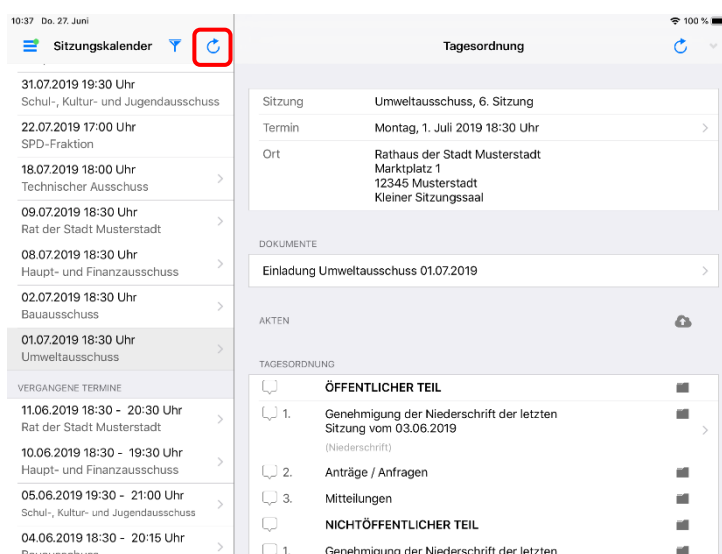 10:37 Do. 27. Juni
100 %
Sitzungskalender
Tagesordnung
31.07.2019 19:30 Uhr
Schul-, Kultur- und Jugendausschuss
22.07.2019 17:00 Uhr
SPD-Fraktion
18.07.2019 18:00 Uhr
Technischer Ausschuss
09.07.2019 18:30 Uhr
Rat der Stadt Musterstadt
08.07.2019 18:30 Uhr
Haupt- und Finanzausschuss
02.07.2019 18:30 Uhr
Bauausschuss
01.07.2019 18:30 Uhr
Umweltausschuss
VERGANGENE TERMINE
11.06.2019 18:30 - 20:30 Uhr
Rat der Stadt Musterstadt
10.06.2019 18:30 - 19:30 Uhr
Haupt- und Finanzausschuss
05.06.2019 19:30 - 21:00 Uhr
Schul-, Kultur- und Jugendausschuss
04.06.2019 18:30 - 20:15 Uhr
Sitzung Umweltausschuss, 6. Sitzung
Termin Montag, 1. Juli 2019 18:30 Uhr
Ort Rathaus der Stadt Musterstadt
Marktplatz 1
12345 Musterstadt
Kleiner Sitzungssaal
DOKUMENTE
Einladung Umweltausschuss 01.07.2019
AKTEN
TAGESORDNUNG
ÖFFENTLICHER TEIL
1. Genehmigung der Niederschrift der letzten
Sitzung vom 03.06.2019
(Niederschrift)
2. Anträge / Anfragen
3. Mitteilungen
NICHTÖFFENTLICHER TEIL
1. Genehmigung der Niederschrift der letzten